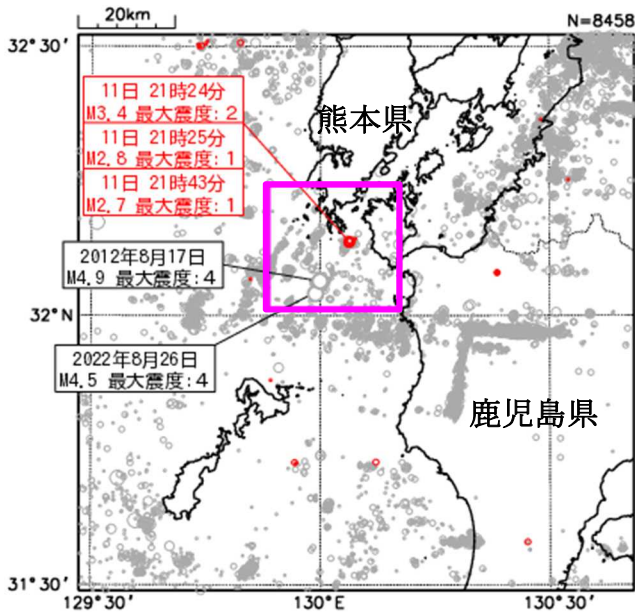 20km
N=8458
32°30′
11日 21時24分
M3.4 最大震度:2
11日 21時25分
M2.8 最大震度:1
11日 21時43分
M2.7 最大震度:1
熊本県
2012年8月17日
M4.9 最大震度:4
32°N
2022年8月26日
M4.5 最大震度:4
鹿児島県
31°30′
129°30′
130°E
130°30′